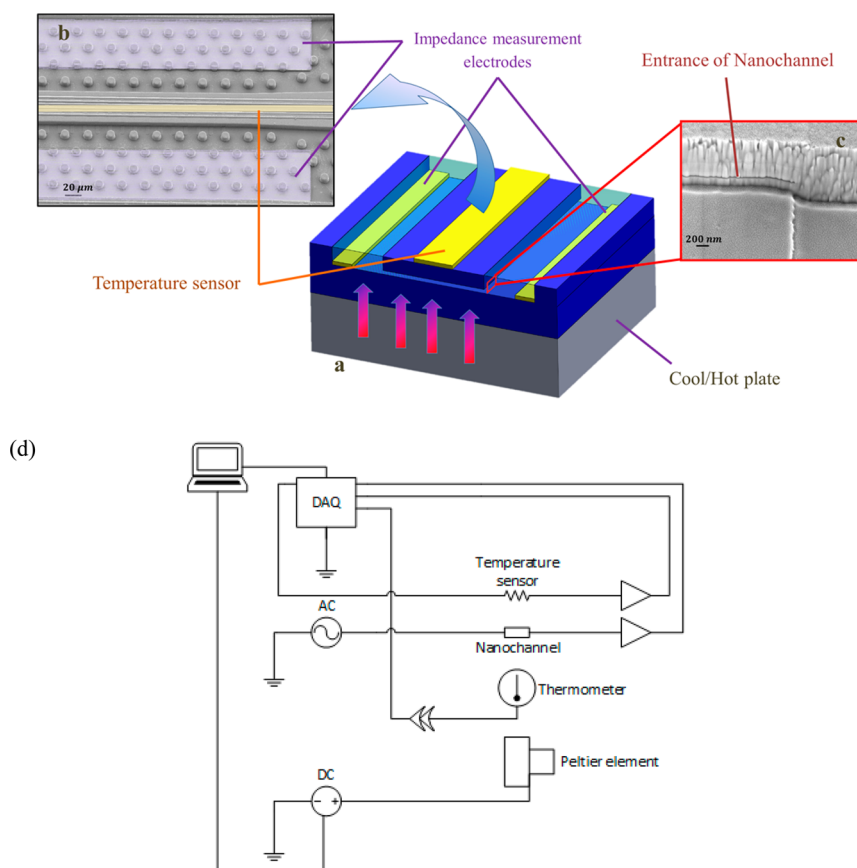 b
Impedance measurement
electrodes
Entrance of Nanochannel
c
20 μm
200 nm
Temperature sensor
a
Cool/Hot plate
(d)
DAQ
Temperature
sensor
AC
Nanochannel
Thermometer
Peltier element
DC
- +